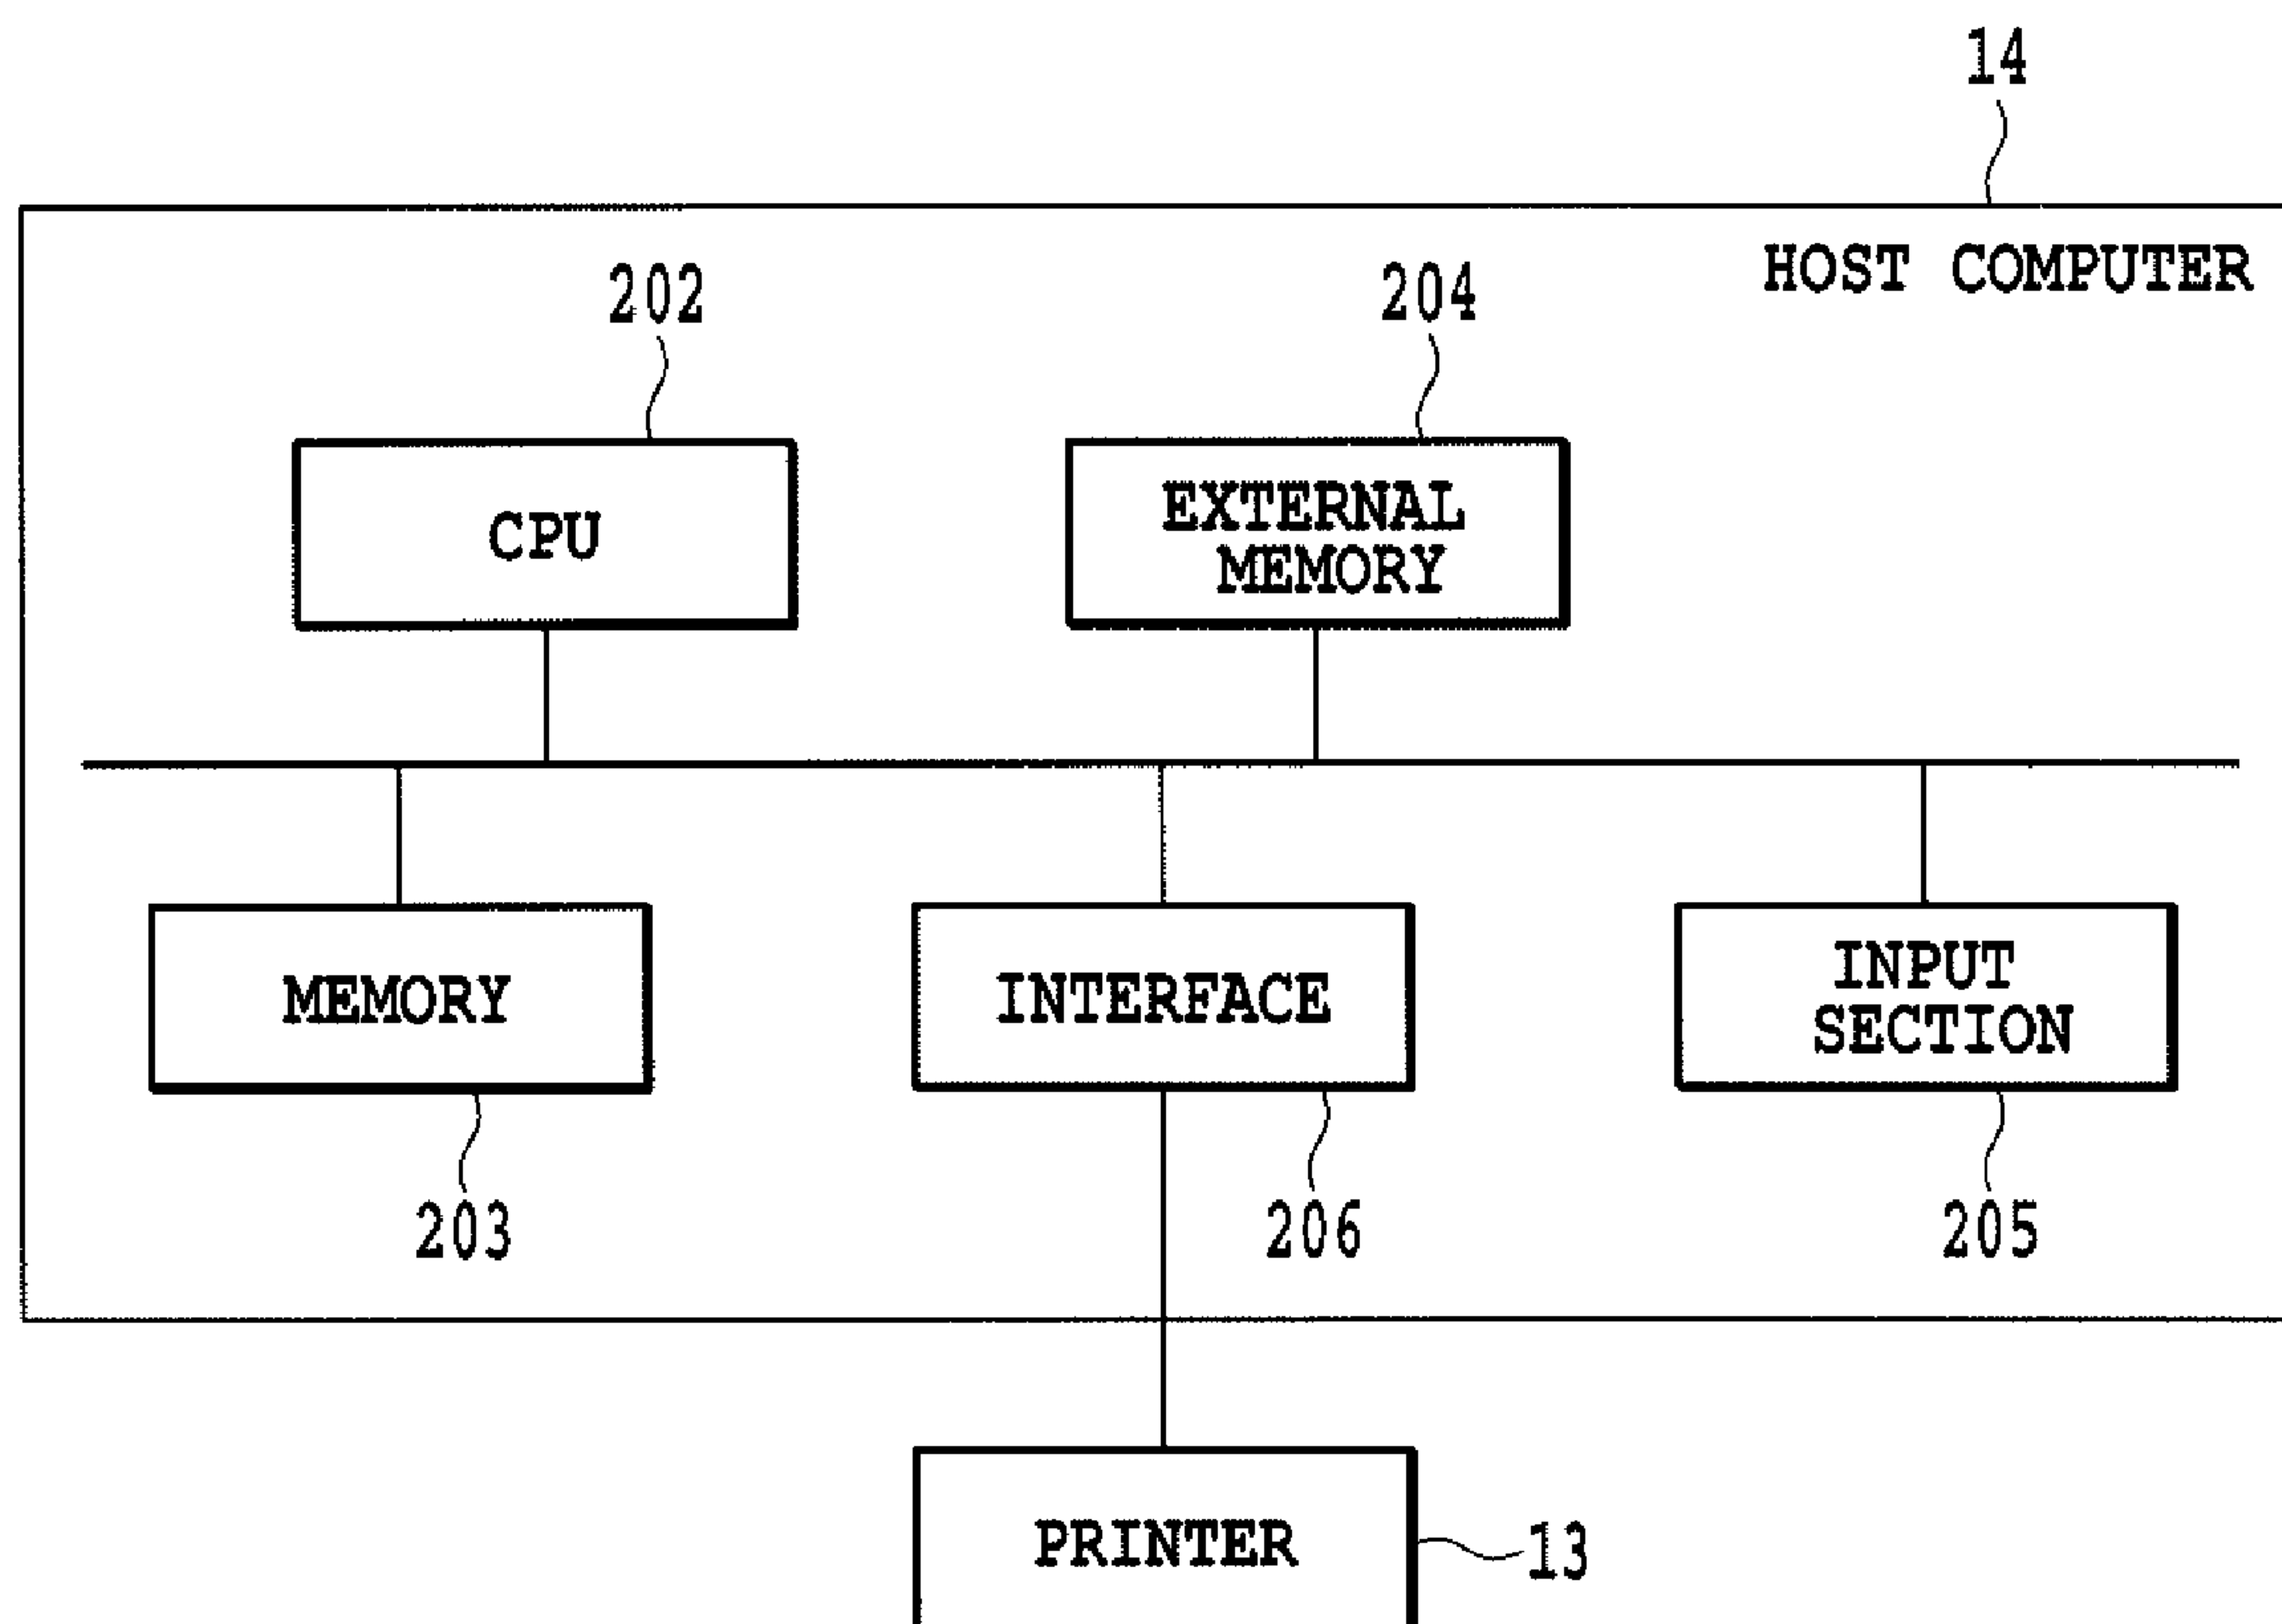 14
HOST COMPUTER
202
204
CPU
EXTERNAL
MEMORY
MEMORY
INTERFACE
INPUT
SECTION
203
206
205
PRINTER
13